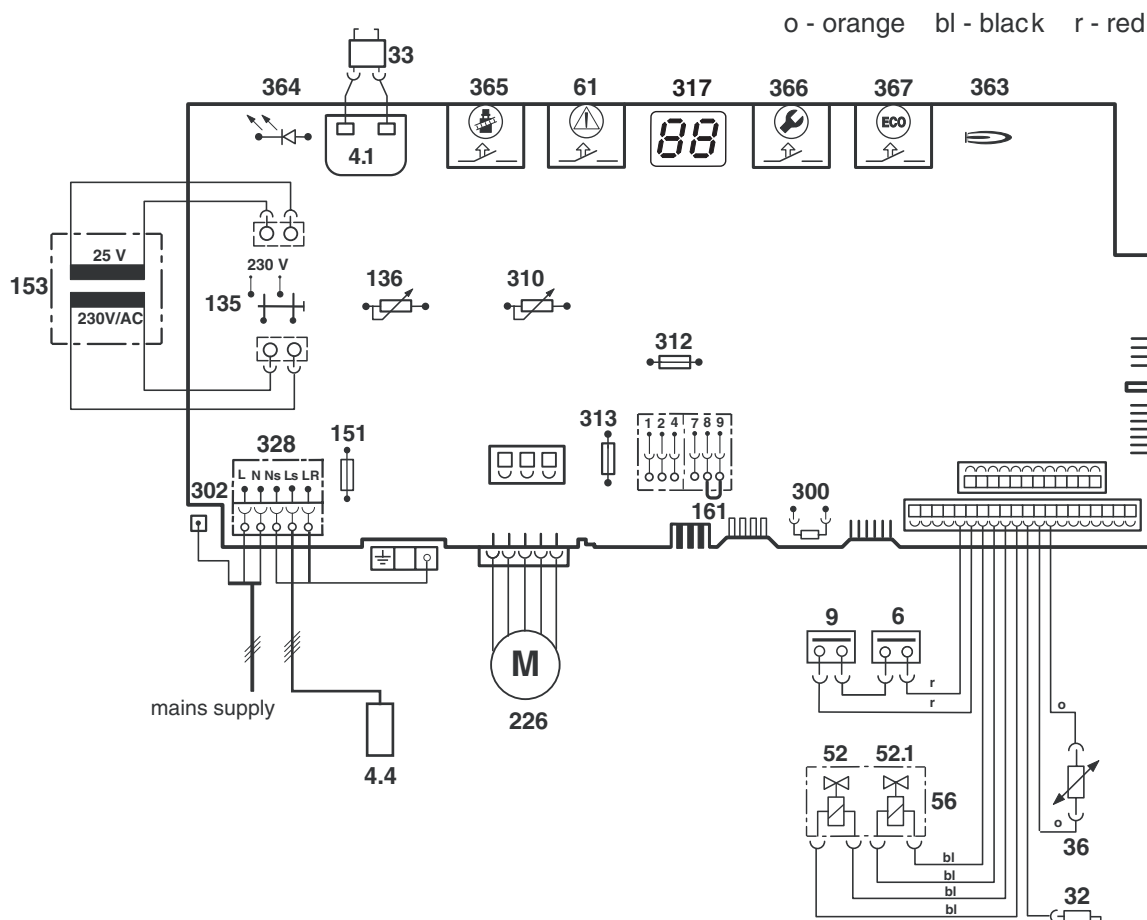 o - orange bl - black r - red
33
364
365
61
317
366
367
363
4.1
88
ECO
25 V
153
230 V
135
230V/AC
136
310
312
313
1 2 4 7 8 9
151
328
L N Ns Ls LR
302
161
300
M
226
mains supply
4.4
9
6
r
r
o
52
52.1
56
o
36
bl
bl
bl
bl
32